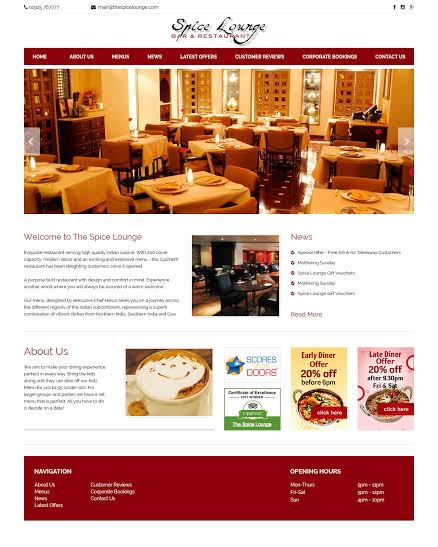 01925 767777
mail@thespicelounge.com
Spice Lounge
BAR & RESTAURANT
HOME ABOUT US MENUS NEWS LATEST OFFERS CUSTOMER REVIEWS CORPORATE BOOKINGS CONTACT US
Welcome to The Spice Lounge
Exquisite restaurant serving high quality Indian cuisine. With 200 cover
capacity, modern décor and an exciting and extensive menu - this Culcheth
restaurant has been delighting customers since it opened.
A purpose built restaurant with design and comfort in mind. Experience
another world where you will always be assured of a warm welcome.
Our menu, designed by executive Chef Harun takes you on a journey across
the different regions of the Indian subcontinent, representing a superb
combination of vibrant dishes from Northern India, Southern India and Goa.
News
Special Offer - Free Drink For Takeaway Customers
Mothering Sunday
Spice Lounge Gift Vouchers
Mothering Sunday
Spice Lounge Gift Vouchers
Read More
About Us
We aim to make your dining experience
perfect in every way. Bring the kids
along and they can dine off our Kids
Menu for just £4.95 (under 12s). For
larger groups and parties we have a set
menu that is perfect. All you have to do
is decide on a date!
SCORES
ON THE
DOORS
Certificate of Excellence
2013 WINNER
tripadvisor
The Spice Lounge
Early Diner
Offer
20% off
before 6pm
click here
Late Diner
Offer
20% off
after 9.30pm
Fri & Sat
click here
NAVIGATION
About Us
Menus
News
Latest Offers
Customer Reviews
Corporate Bookings
Contact Us
OPENING HOURS
Mon-Thurs 5pm - 11pm
Fri-Sat 5pm - 12pm
Sun 4pm - 10pm